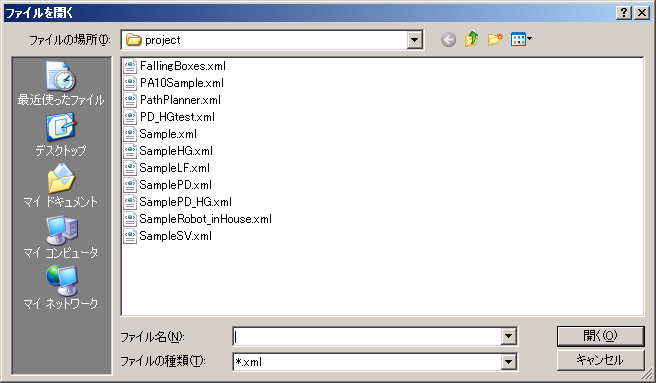 ファイルを開く
ファイルの場所(I):
project
最近使ったファイル
デスクトップ
マイ ドキュメント
マイ コンピュータ
マイ ネットワーク
FallingBoxes.xml
PA10Sample.xml
PathPlanner.xml
PD_HGtest.xml
Sample.xml
SampleHG.xml
SampleLF.xml
SamplePD.xml
SamplePD_HG.xml
SampleRobot_inHouse.xml
SampleSV.xml
ファイル名(N):
開く(O)
ファイルの種類(T):
*.xml
キャンセル